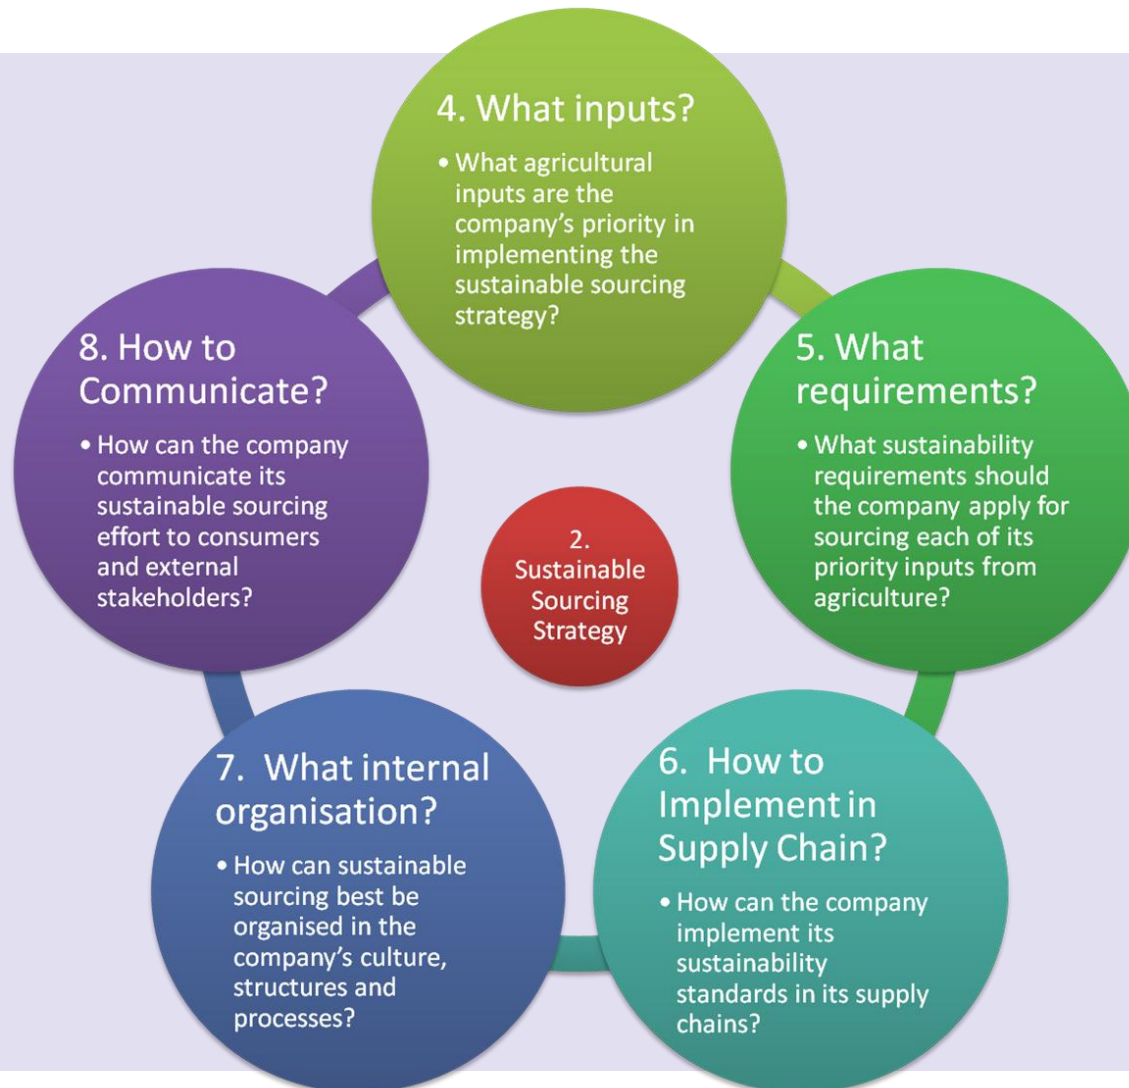 4. What inputs?
• What agricultural
inputs are the
company’s priority in
implementing the
sustainable sourcing
strategy?
5. What
requirements?
• What sustainability
requirements should
the company apply for
sourcing each of its
priority inputs from
agriculture?
6.  How to
Implement in
Supply Chain?
• How can the company
implement its
sustainability
standards in its supply
chains?
7.  What internal
organisation?
• How can sustainable
sourcing best be
organised in the
company’s culture,
structures and
processes?
8. How to
Communicate?
• How can the company
communicate its
sustainable sourcing
effort to consumers
and external
stakeholders?
2.
Sustainable
Sourcing
Strategy